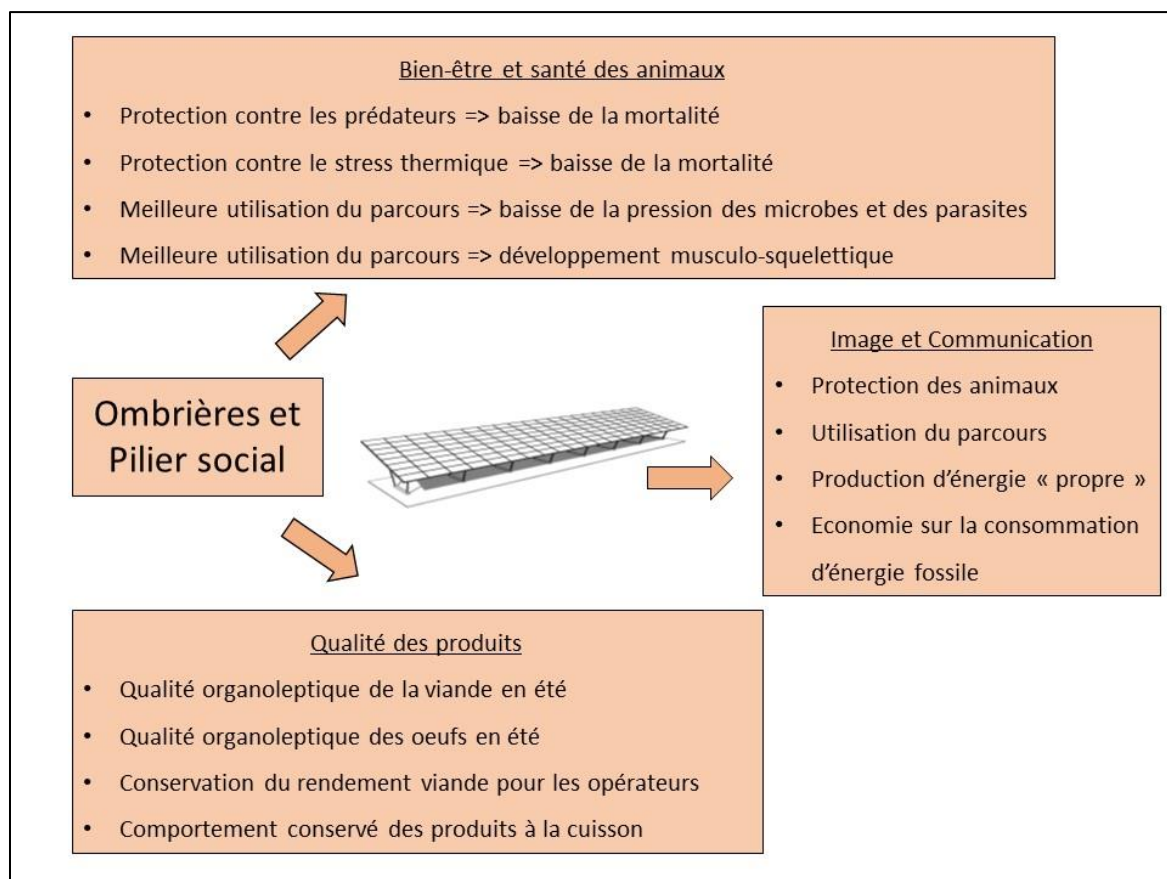 Bien-être et santé des animaux
• Protection contre les prédateurs => baisse de la mortalité
• Protection contre le stress thermique => baisse de la mortalité
• Meilleure utilisation du parcours => baisse de la pression des microbes et des parasites
• Meilleure utilisation du parcours => développement musculo-squelettique
Ombrières et
Pilier social
Image et Communication
• Protection des animaux
• Utilisation du parcours
• Production d’énergie « propre »
• Economie sur la consommation
d’énergie fossile
Qualité des produits
• Qualité organoleptique de la viande en été
• Qualité organoleptique des oeufs en été
• Conservation du rendement viande pour les opérateurs
• Comportement conservé des produits à la cuisson